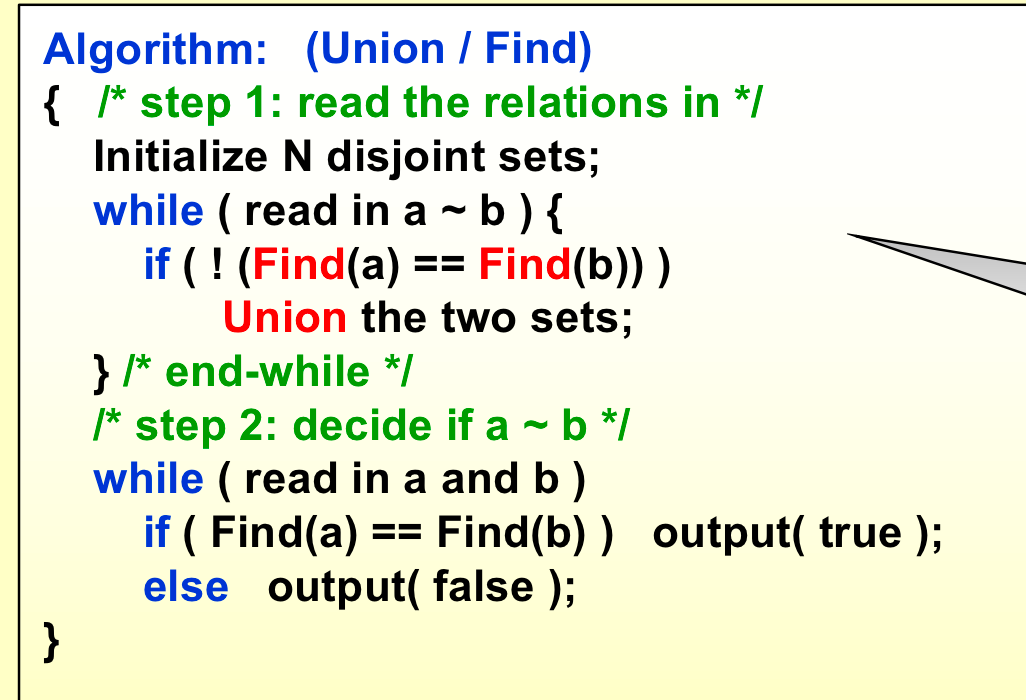 Algorithm: (Union / Find)
{ /* step 1: read the relations in */
Initialize N disjoint sets;
while ( read in a ~ b ) {
if ( ! (Find(a) == Find(b)) )
Union the two sets;
} /* end-while */
/* step 2: decide if a ~ b */
while ( read in a and b )
if ( Find(a) == Find(b) ) output( true );
else output( false );
}